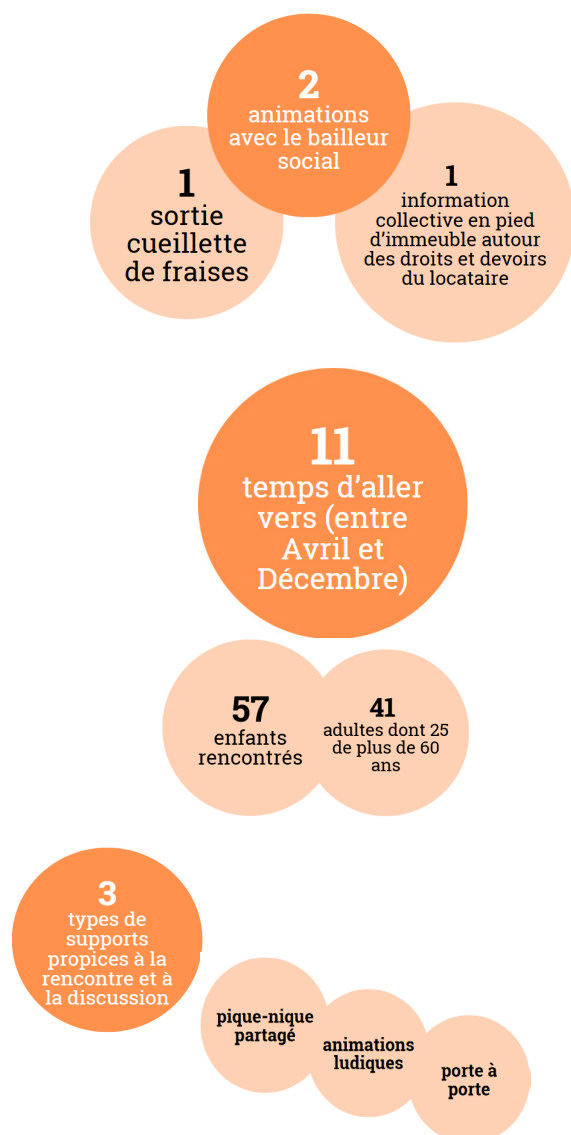 2
animations
avec le bailleur
social
1
sortie
cueillette
de fraises
1
information
collective en pied
d'immeuble autour
des droits et devoirs
du locataire
11
temps d'aller
vers (entre
Avril et
Décembre)
57
enfants
rencontrés
41
adultes dont 25
de plus de 60
ans
3
types de
supports
propices à la
rencontre et à
la discussion
pique-nique
partagé
animations
ludiques
porte à
porte